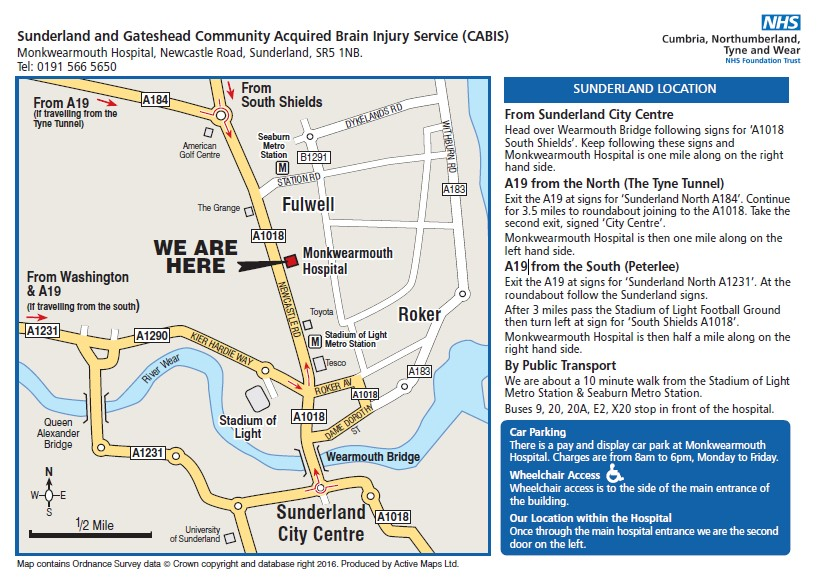 Sunderland and Gateshead Community Acquired Brain Injury Service (CABIS)
Monkwearmouth Hospital, Newcastle Road, Sunderland, SR5 1NB.
Tel: 0191 566 5650
NHS
Cumbria, Northumberland,
Tyne and Wear
NHS Foundation Trust
From A19
(If travelling from the
Tyne Tunnel)
A184
From
South Shields
American
Golf Centre
Seaburn
Metro
Station
M
B1291
DYKELANDS RD
WITHBURN RD
STATION RD
A183
The Grange
Fulwell
A1018
WE ARE
HERE
Monkwearmouth
Hospital
From Washington
& A19
(If travelling from the south)
A1231
A1290
KIER HARDIE WAY
NEWCASTLE RD
Toyota
Roker
M
Stadium of Light
Metro Station
Tesco
River Wear
ROKER AV
A183
A1018
Stadium of
Light
A1018
DAME DOROTHY
ST
Queen
Alexander
Bridge
A1231
Wearmouth Bridge
N
W
E
S
1/2 Mile
Sunderland
City Centre
A1018
University
of Sunderland
Map contains Ordnance Survey data © Crown copyright and database right 2016. Produced by Active Maps Ltd.
SUNDERLAND LOCATION
From Sunderland City Centre
Head over Wearmouth Bridge following signs for 'A1018
South Shields'. Keep following these signs and
Monkwearmouth Hospital is one mile along on the right
hand side.
A19 from the North (The Tyne Tunnel)
Exit the A19 at signs for 'Sunderland North A184'. Continue
for 3.5 miles to roundabout joining to the A1018. Take the
second exit, signed 'City Centre'.
Monkwearmouth Hospital is then one mile along on the
left hand side.
A19 from the South (Peterlee)
Exit the A19 at signs for 'Sunderland North A1231'. At the
roundabout follow the Sunderland signs.
After 3 miles pass the Stadium of Light Football Ground
then turn left at sign for 'South Shields A1018'.
Monkwearmouth Hospital is then half a mile along on the
right hand side.
By Public Transport
We are about a 10 minute walk from the Stadium of Light
Metro Station & Seaburn Metro Station.
Buses 9, 20, 20A, E2, X20 stop in front of the hospital.
Car Parking
There is a pay and display car park at Monkwearmouth
Hospital. Charges are from 8am to 6pm, Monday to Friday.
Wheelchair Access
Wheelchair access is to the side of the main entrance of
the building.
Our Location within the Hospital
Once through the main hospital entrance we are the second
door on the left.